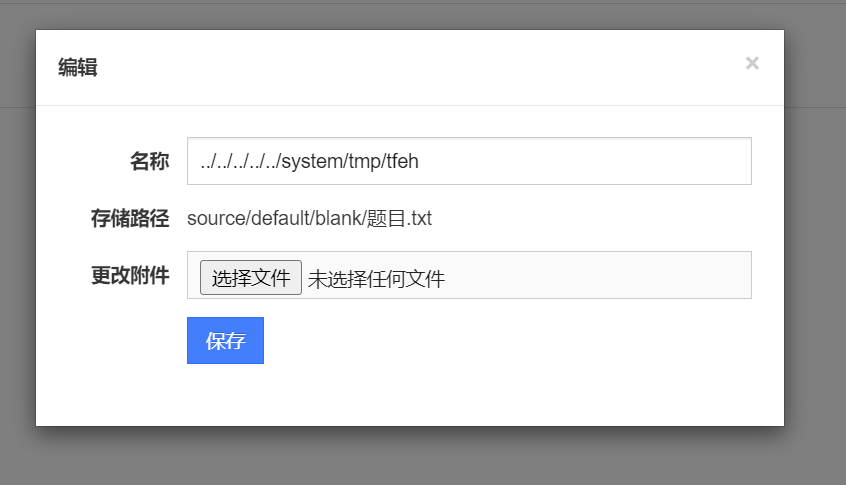 编辑 ×
名称 ../../../../../system/tmp/tfeh
存储路径 source/default/blank/题目.txt
更改附件 选择文件 未选择任何文件
保存